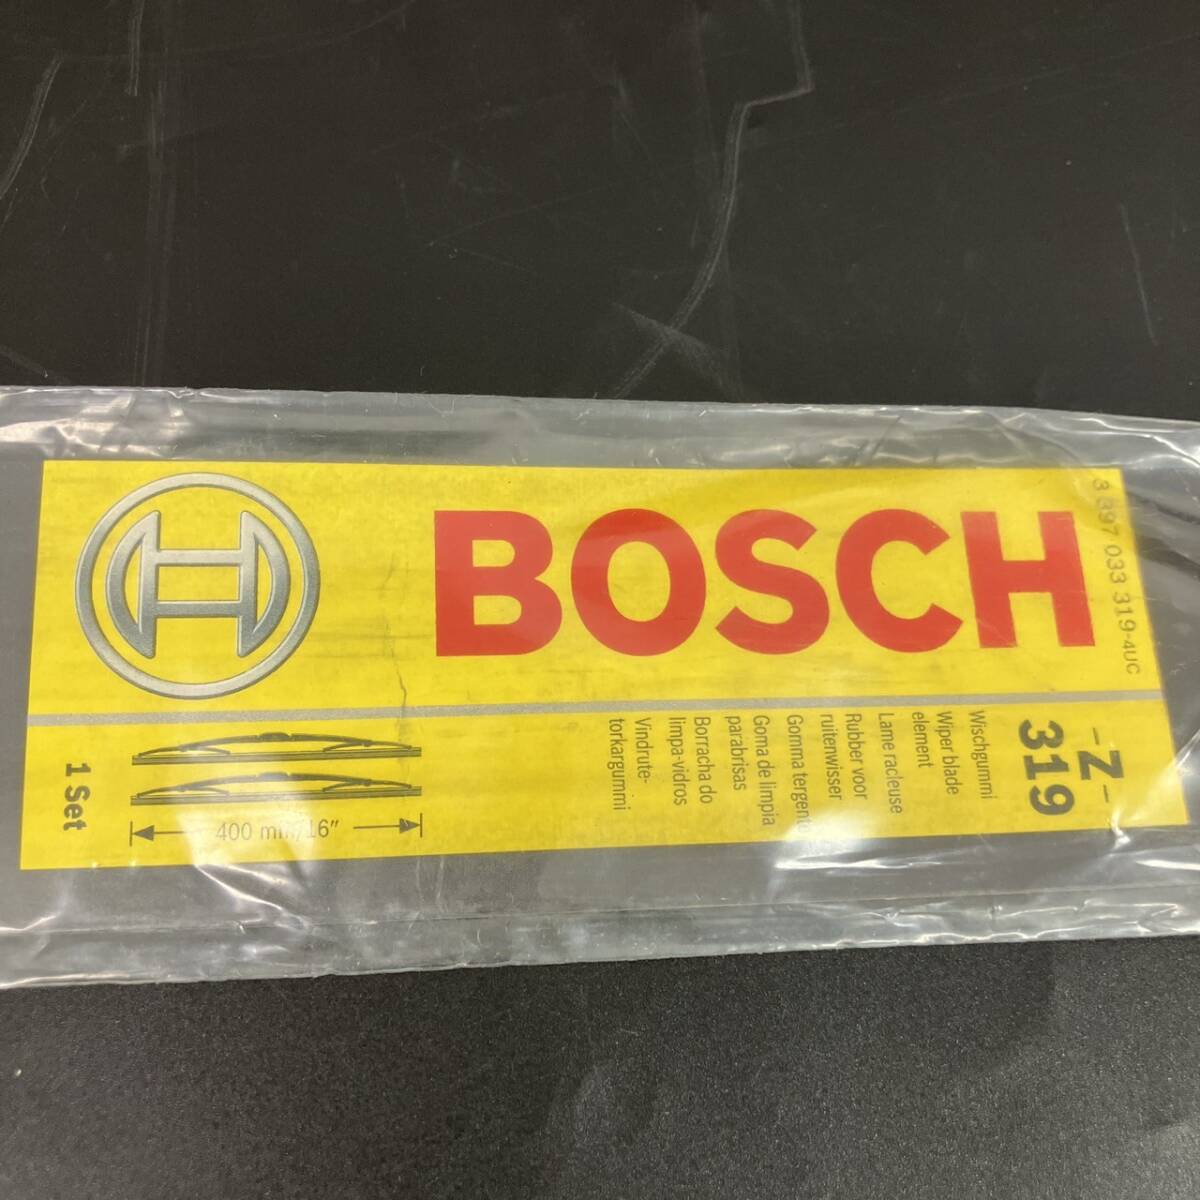 BOSCH
3 397 033 319-4UC
-Z-
319
Wischgummi
Wiper blade
element
Lame racleuse
Rubber voor
ruitenwisser
Gomma tergento
Goma de limpia
parabrisas
Borracha do
limpa-vidros
Vindrute-
torkargummi
400 mm/16"
1 Set